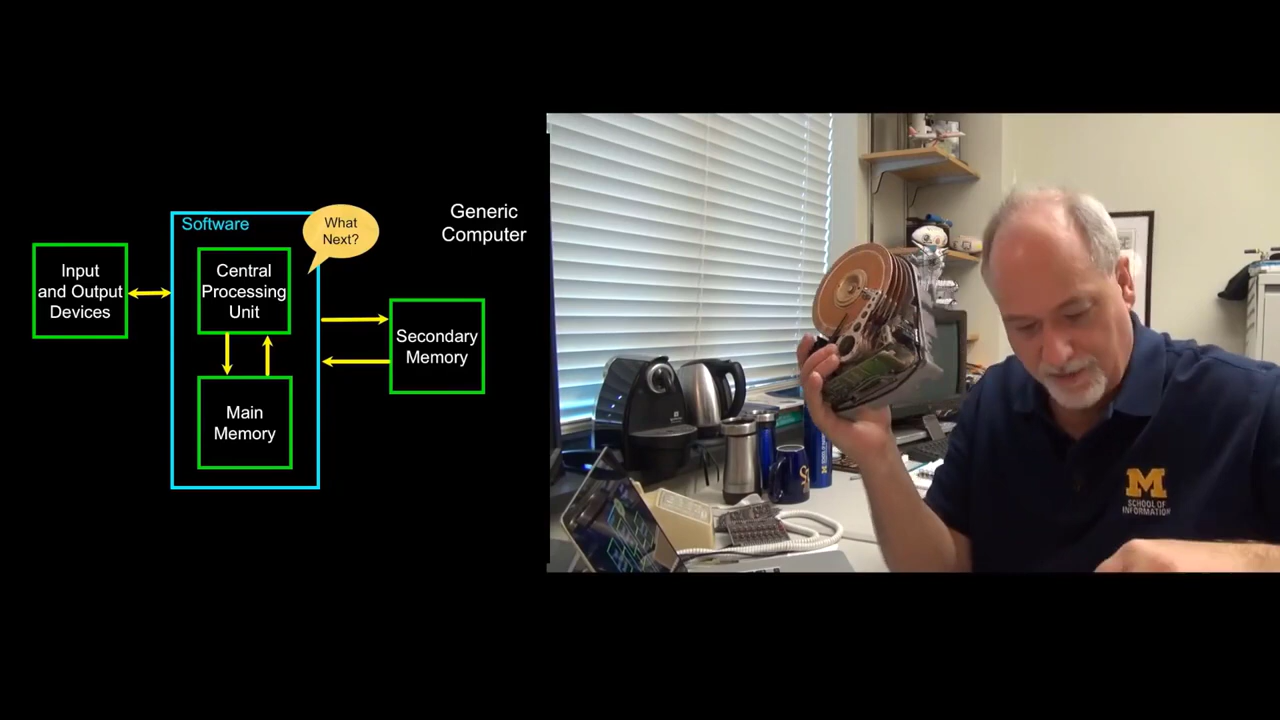 Generic
Computer
Software
What
Next?
Input
and Output
Devices
Central
Processing
Unit
Secondary
Memory
Main
Memory
M
SCHOOL OF
INFORMATION